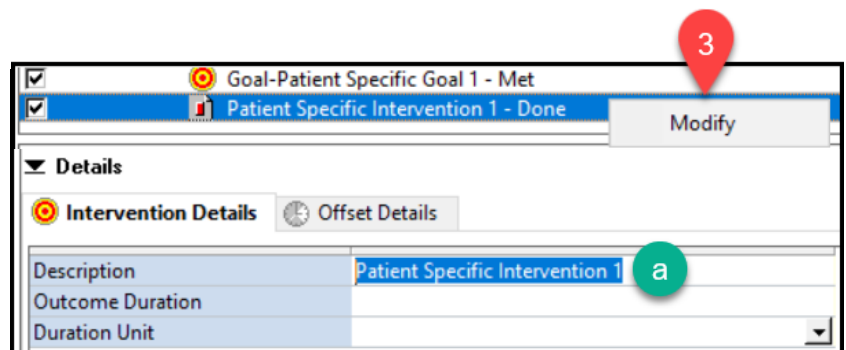 3
Goal-Patient Specific Goal 1 - Met
Patient Specific Intervention 1 - Done
Modify
Details
Intervention Details Offset Details
Description Patient Specific Intervention 1 a
Outcome Duration
Duration Unit